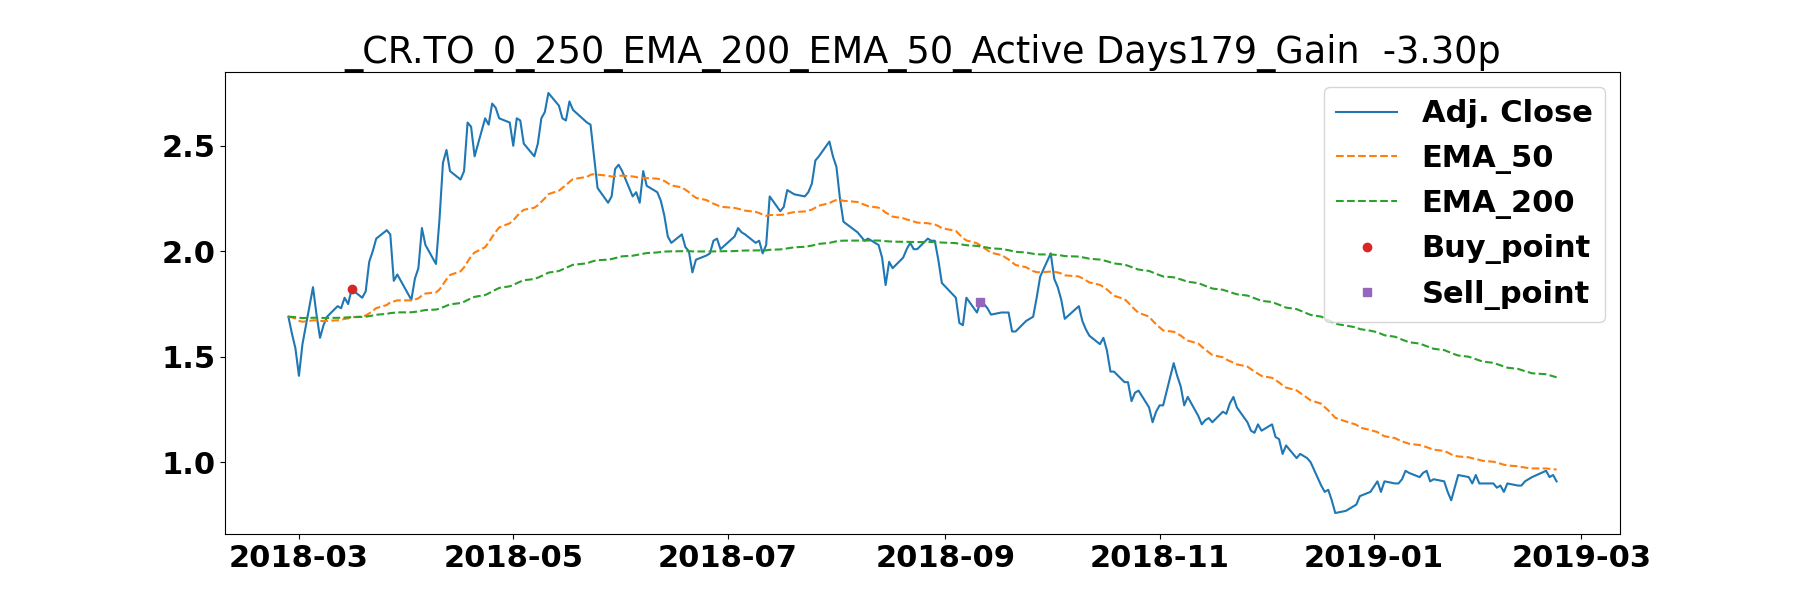 _CR.TO_0_250_EMA_200_EMA_50_Active Days179_Gain  -3.30p
Adj. Close
EMA_50
EMA_200
Buy_point
Sell_point
2.5
2.0
1.5
1.0
2018-03 2018-05 2018-07 2018-09 2018-11 2019-01 2019-03